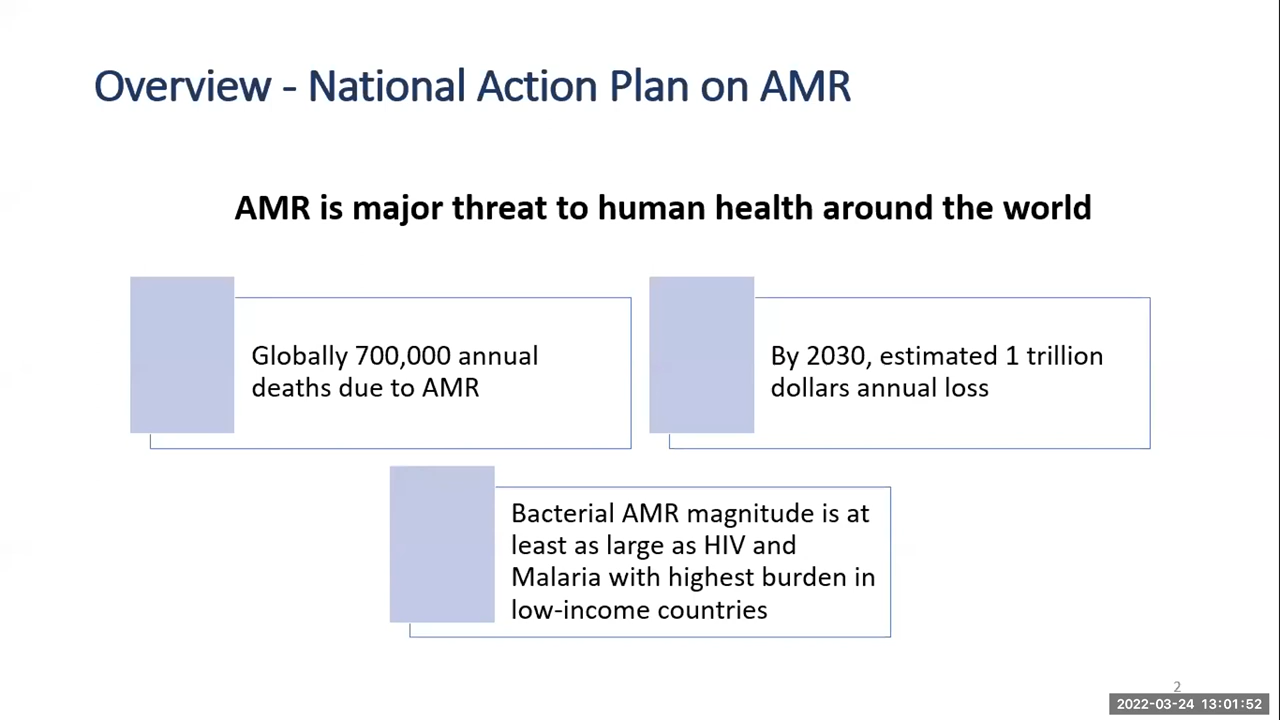 Overview - National Action Plan on AMR
AMR is major threat to human health around the world
Globally 700,000 annual
deaths due to AMR
By 2030, estimated 1 trillion
dollars annual loss
Bacterial AMR magnitude is at
least as large as HIV and
Malaria with highest burden in
low-income countries
2
2022-03-24 13:01:52